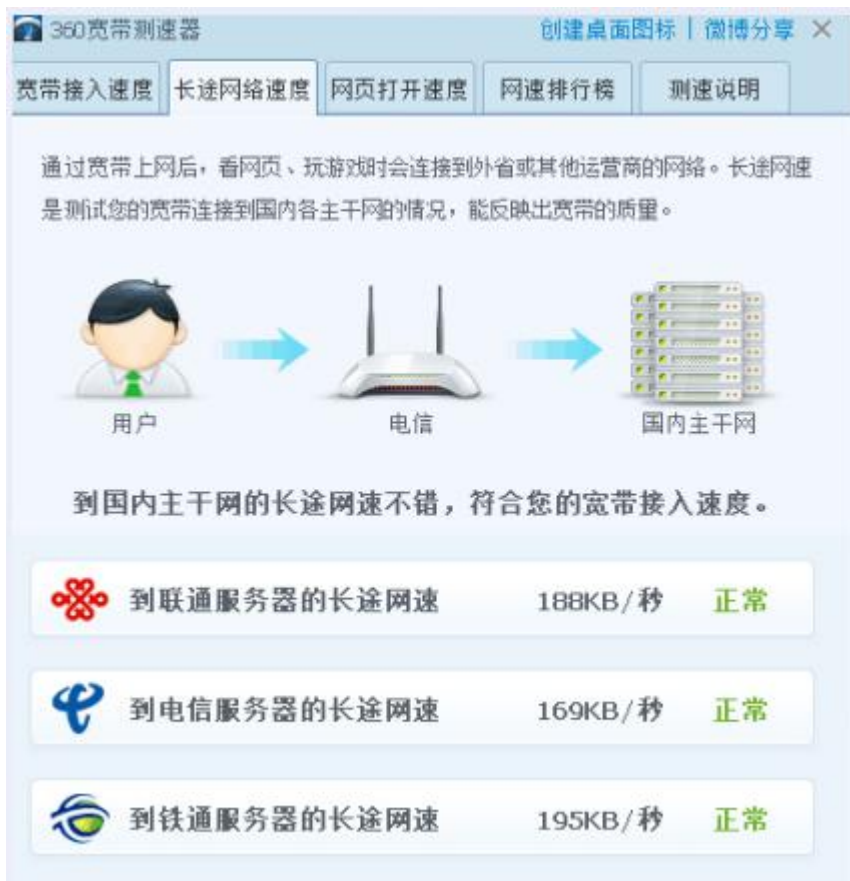 360宽带测速器 创建桌面图标 | 微博分享 ×
宽带接入速度 长途网络速度 网页打开速度 网速排行榜 测速说明
通过宽带上网后，看网页、玩游戏时会连接到外省或其他运营商的网络。长途网速
是测试您的宽带连接到国内各主干网的情况，能反映出宽带的质量。
用户 电信 国内主干网
到国内主干网的长途网速不错，符合您的宽带接入速度。
到联通服务器的长途网速 188KB/秒 正常
到电信服务器的长途网速 169KB/秒 正常
到铁通服务器的长途网速 195KB/秒 正常